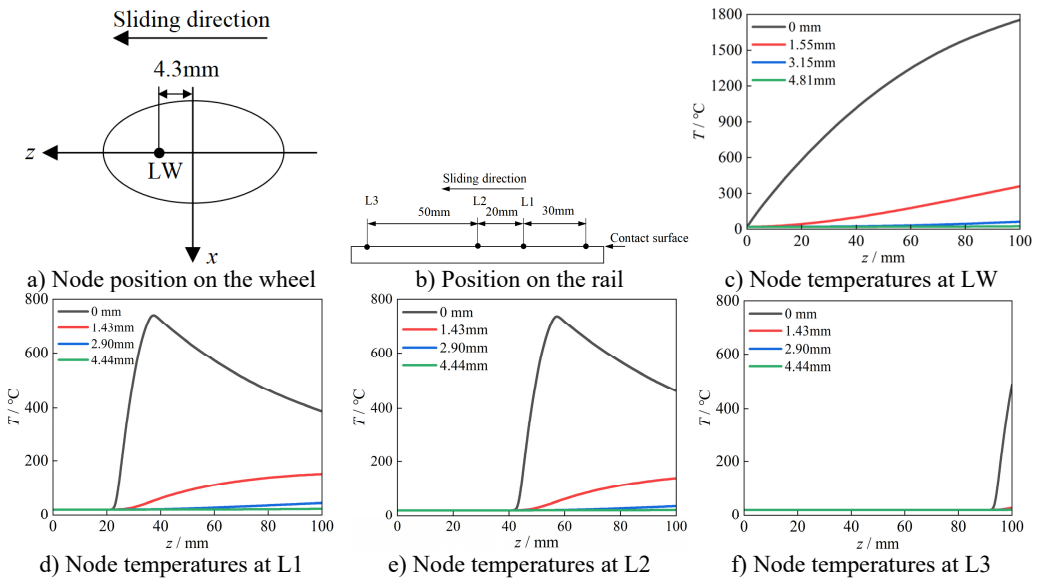 Sliding direction
4.3mm
z
LW
x
a) Node position on the wheel
Sliding direction
L3
L2
L1
50mm
20mm
30mm
Contact surface
b) Position on the rail
1800
1500
1200
900
600
300
0
T / °C
0 mm
1.55mm
3.15mm
4.81mm
0 20 40 60 80 100
z / mm
c) Node temperatures at LW
800
600
400
200
0
T / °C
0 mm
1.43mm
2.90mm
4.44mm
0 20 40 60 80 100
z / mm
d) Node temperatures at L1
800
600
400
200
0
T / °C
0 mm
1.43mm
2.90mm
4.44mm
0 20 40 60 80 100
z / mm
e) Node temperatures at L2
800
600
400
200
0
T / °C
0 mm
1.43mm
2.90mm
4.44mm
0 20 40 60 80 100
z / mm
f) Node temperatures at L3